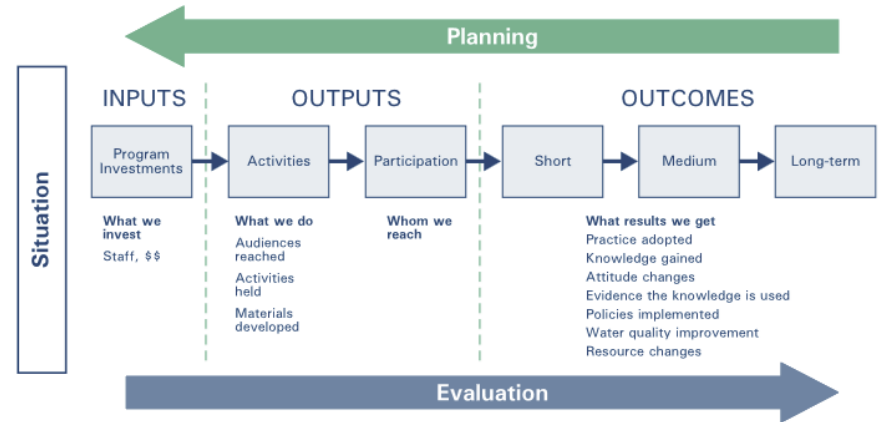 Planning
Situation
INPUTS
OUTPUTS
OUTCOMES
Program
Investments
Activities
Participation
Short
Medium
Long-term
What we
invest
Staff, $$
What we do
Audiences
reached
Activities
held
Materials
developed
Whom we
reach
What results we get
Practice adopted
Knowledge gained
Attitude changes
Evidence the knowledge is used
Policies implemented
Water quality improvement
Resource changes
Evaluation